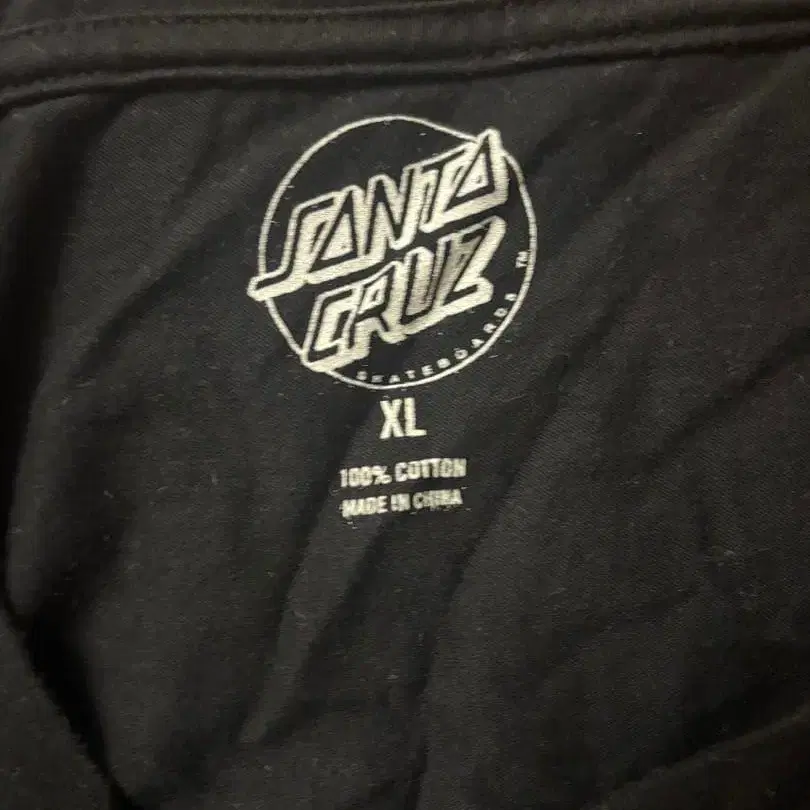 SANTA
CRUZ
SKATEBOARDS TM
XL
100% COTTON
MADE IN CHINA